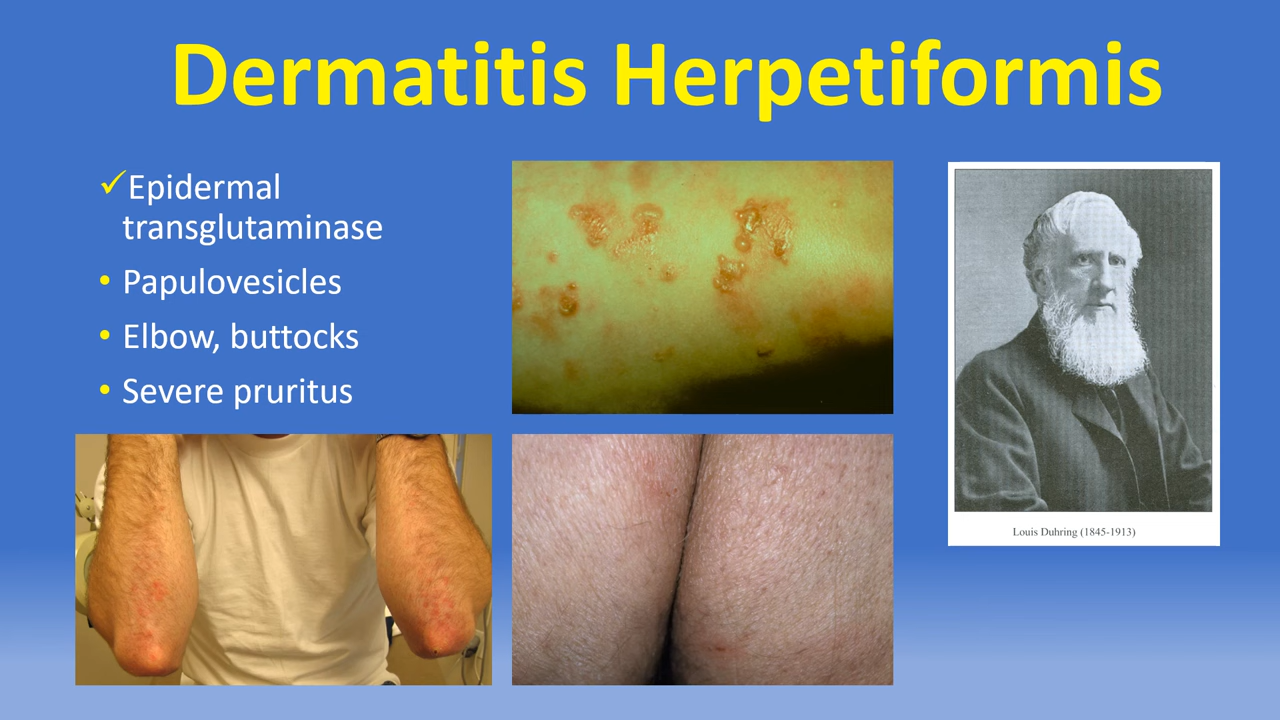 Dermatitis Herpetiformis
✓Epidermal
transglutaminase
• Papulovesicles
• Elbow, buttocks
• Severe pruritus
Louis Duhring (1845-1913)